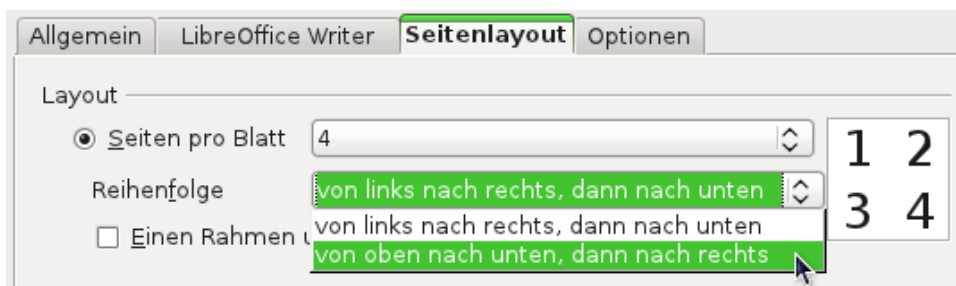 Allgemein LibreOffice Writer Seitenlayout Optionen
Layout
Seiten pro Blatt 4
1 2
Reihenfolge von links nach rechts, dann nach unten
3 4
von links nach rechts, dann nach unten
Einen Rahmen
von oben nach unten, dann nach rechts